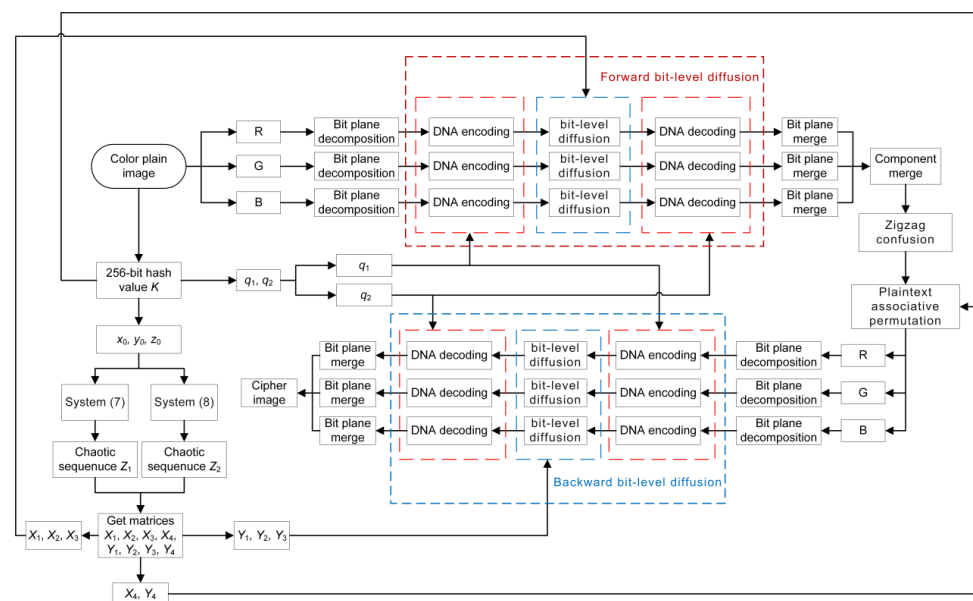 Forward bit-level diffusion
Color plain
image
R
Bit plane
decomposition
DNA encoding
bit-level
diffusion
DNA decoding
Bit plane
merge
G
Bit plane
decomposition
DNA encoding
bit-level
diffusion
DNA decoding
Bit plane
merge
B
Bit plane
decomposition
DNA encoding
bit-level
diffusion
DNA decoding
Bit plane
merge
Component
merge
Zigzag
confusion
Plaintext
associative
permutation
256-bit hash
value K
q₁, q₂
q₁
q₂
x₀, y₀, z₀
System (7)
System (8)
Chaotic
sequenuce Z₁
Chaotic
sequenuce Z₂
Get matrices
X₁, X₂, X₃, X₄,
Y₁, Y₂, Y₃, Y₄
X₁, X₂, X₃
Y₁, Y₂, Y₃
X₄, Y₄
R
Bit plane
decomposition
DNA encoding
bit-level
diffusion
DNA decoding
Bit plane
merge
G
Bit plane
decomposition
DNA encoding
bit-level
diffusion
DNA decoding
Bit plane
merge
B
Bit plane
decomposition
DNA encoding
bit-level
diffusion
DNA decoding
Bit plane
merge
Cipher
image
Backward bit-level diffusion